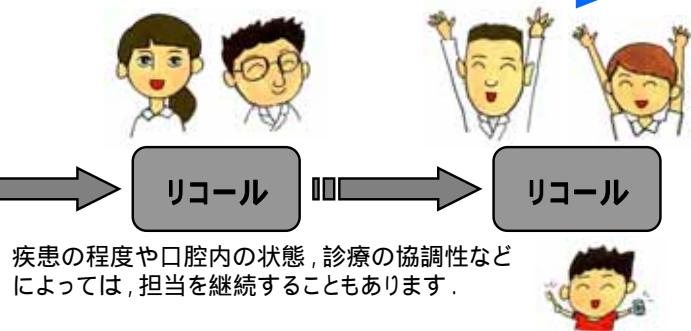 リコール
リコール
疾患の程度や口腔内の状態,診療の協調性など
によっては,担当を継続することもあります.